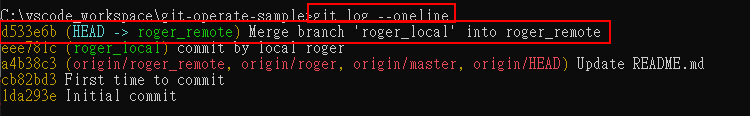 C:\vscode_workspace\git-operate-sample>git log --oneline
d533e6b (HEAD -> roger_remote) Merge branch 'roger_local' into roger_remote
eee781c (roger_local) commit by local roger
a4b38c3 (origin/roger_remote, origin/roger, origin/master, origin/HEAD) Update README.md
cb82bd3 First time to commit
1da293e Initial commit